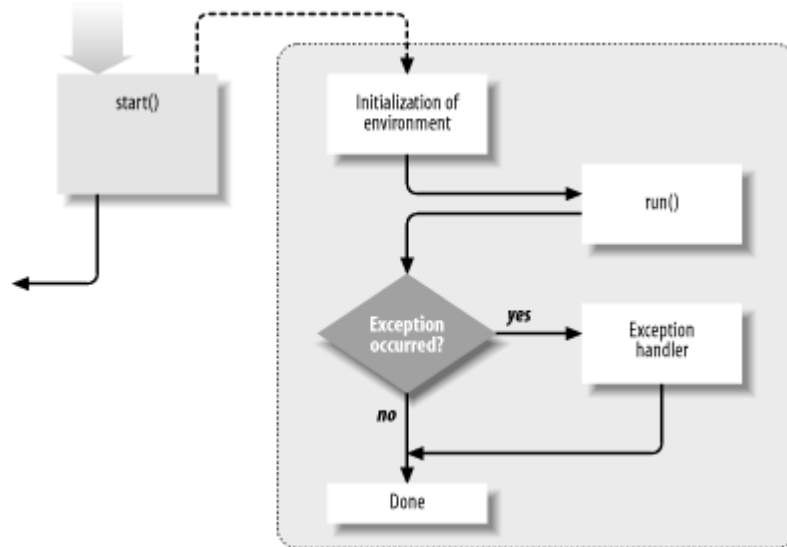 start()
Initialization of
environment
run()
Exception
occurred?
yes
Exception
handler
no
Done